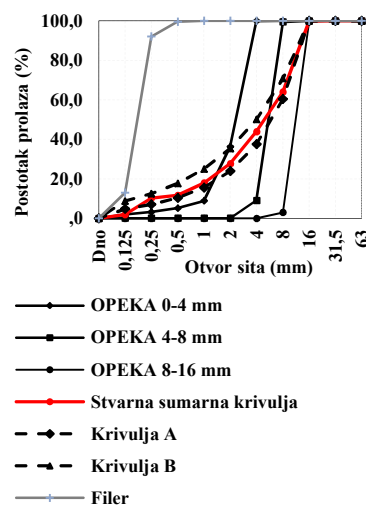 Postotak prolaza (%)
100,0
80,0
60,0
40,0
20,0
,0
Dno 0,125 0,25 0,5 1 2 4 8 16 31,5 63
Otvor sita (mm)
OPEKA 0-4 mm
OPEKA 4-8 mm
OPEKA 8-16 mm
Stvarna sumarna krivulja
Krivulja A
Krivulja B
Filer